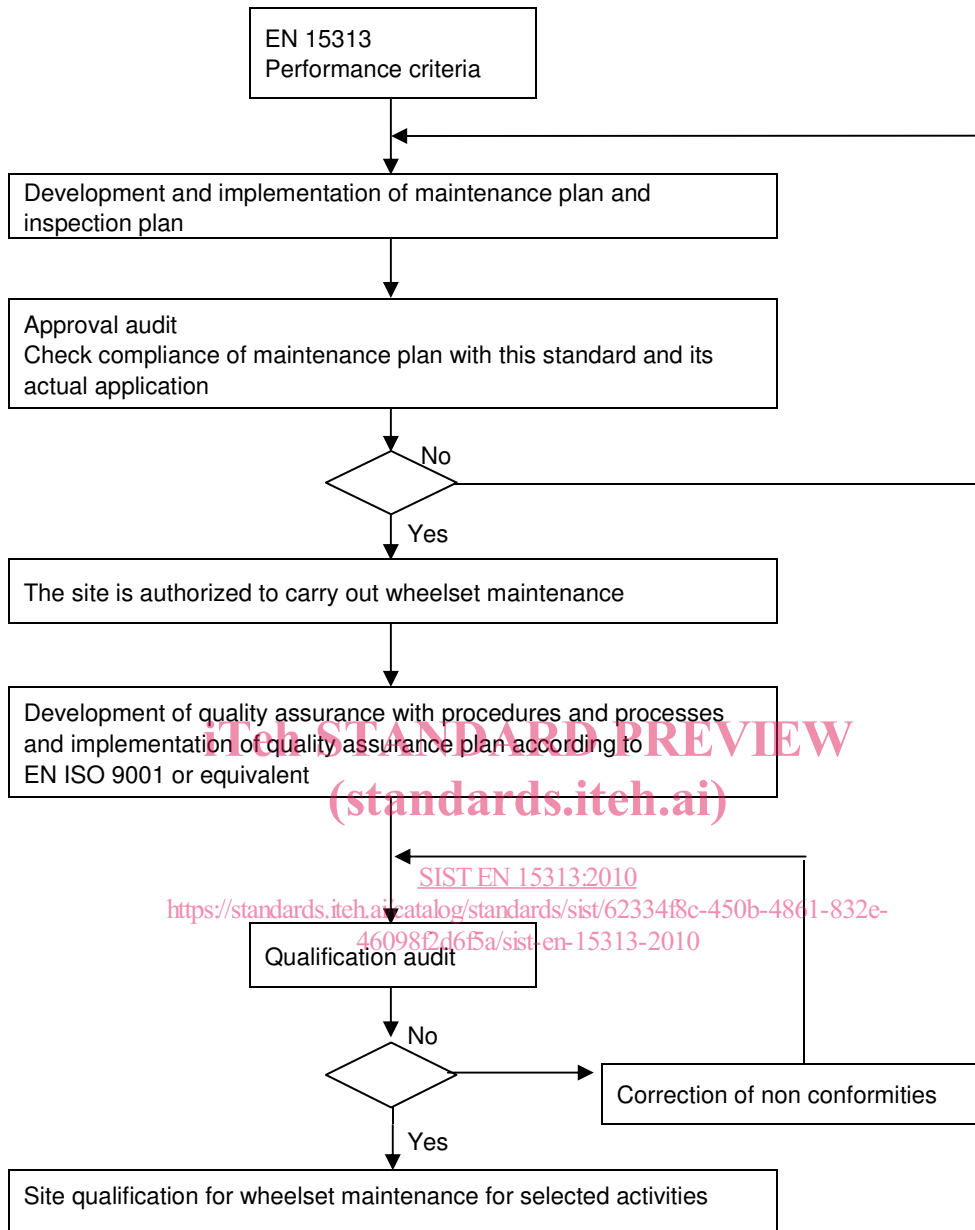 EN 15313
Performance criteria
Development and implementation of maintenance plan and
inspection plan
Approval audit
Check compliance of maintenance plan with this standard and its
actual application
No
Yes
The site is authorized to carry out wheelset maintenance
Development of quality assurance with procedures and processes
and implementation of quality assurance plan according to
EN ISO 9001 or equivalent
iTeh STANDARD PREVIEW
(standards.iteh.ai)
SIST EN 15313:2010
https://standards.iteh.ai/catalog/standards/sist/62334f8c-450b-4861-832e-
46098f2d6f5a/sist-en-15313-2010
Qualification audit
No
Correction of non conformities
Yes
Site qualification for wheelset maintenance for selected activities